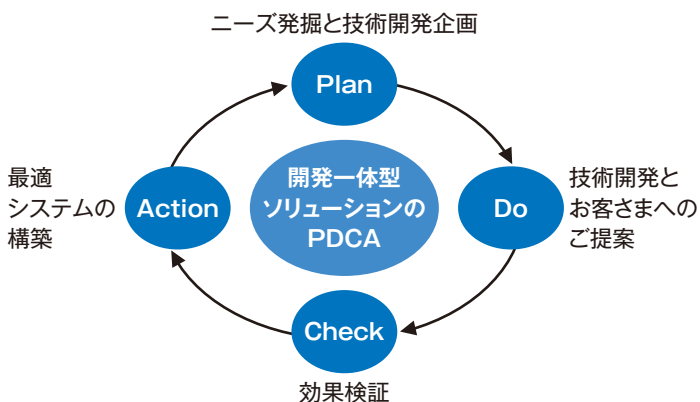 ニーズ発掘と技術開発企画
Plan
最適
システムの
構築
Action
開発一体型
ソリューションの
PDCA
Do
技術開発と
お客さまへの
ご提案
Check
効果検証